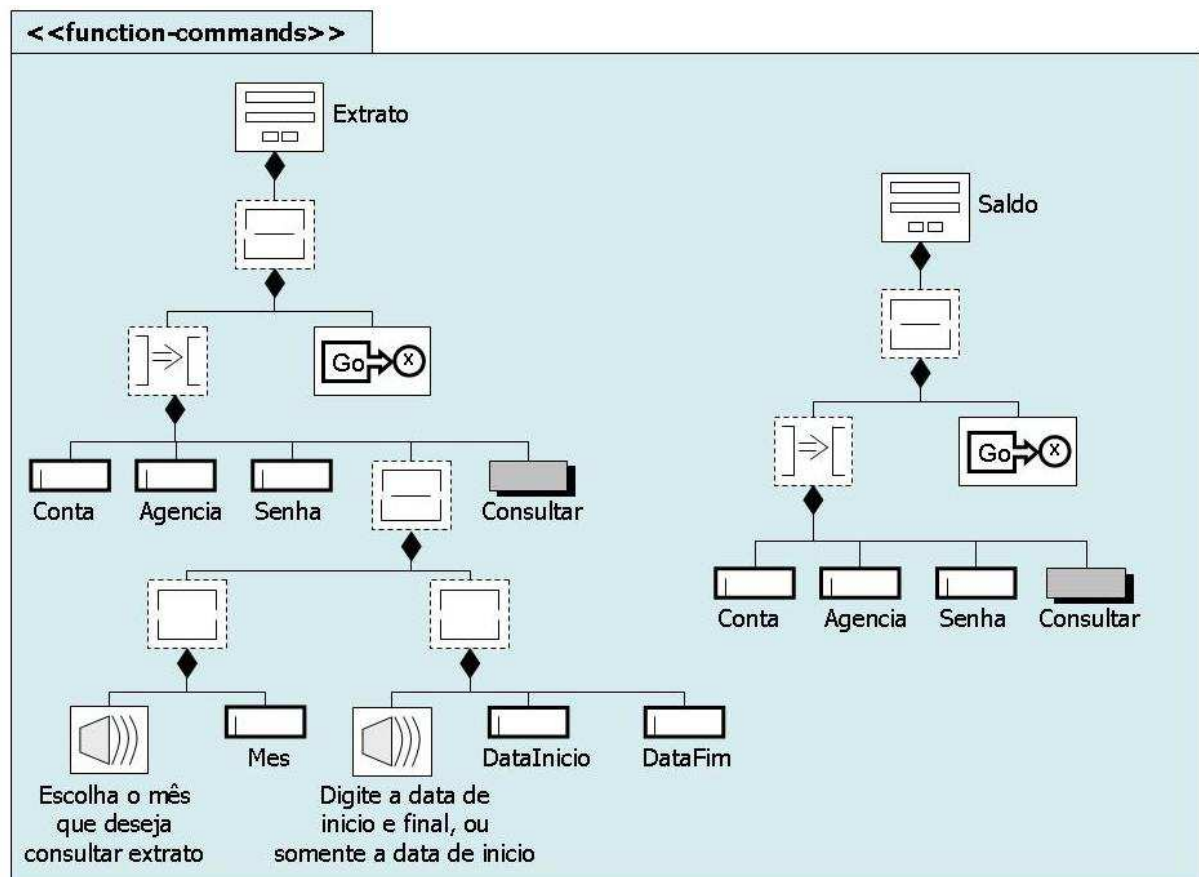 <<function-commands>>
Extrato
Saldo
Go
x
Go
x
Conta
Agencia
Senha
Consultar
Conta
Agencia
Senha
Consultar
Mes
DataInicio
DataFim
Escolha o mês
que deseja
consultar extrato
Digite a data de
inicio e final, ou
somente a data de inicio